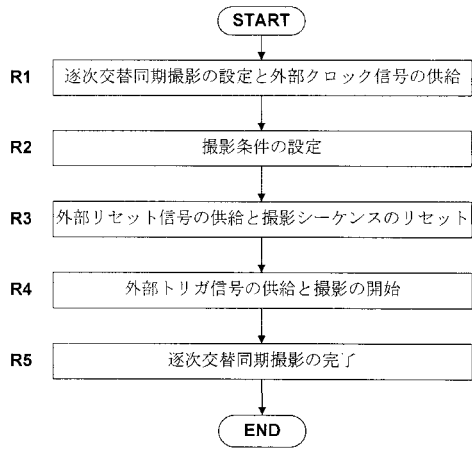 START
R1 逐次交替同期撮影の設定と外部クロック信号の供給
R2 撮影条件の設定
R3 外部リセット信号の供給と撮影シーケンスのリセット
R4 外部トリガ信号の供給と撮影の開始
R5 逐次交替同期撮影の完了
END